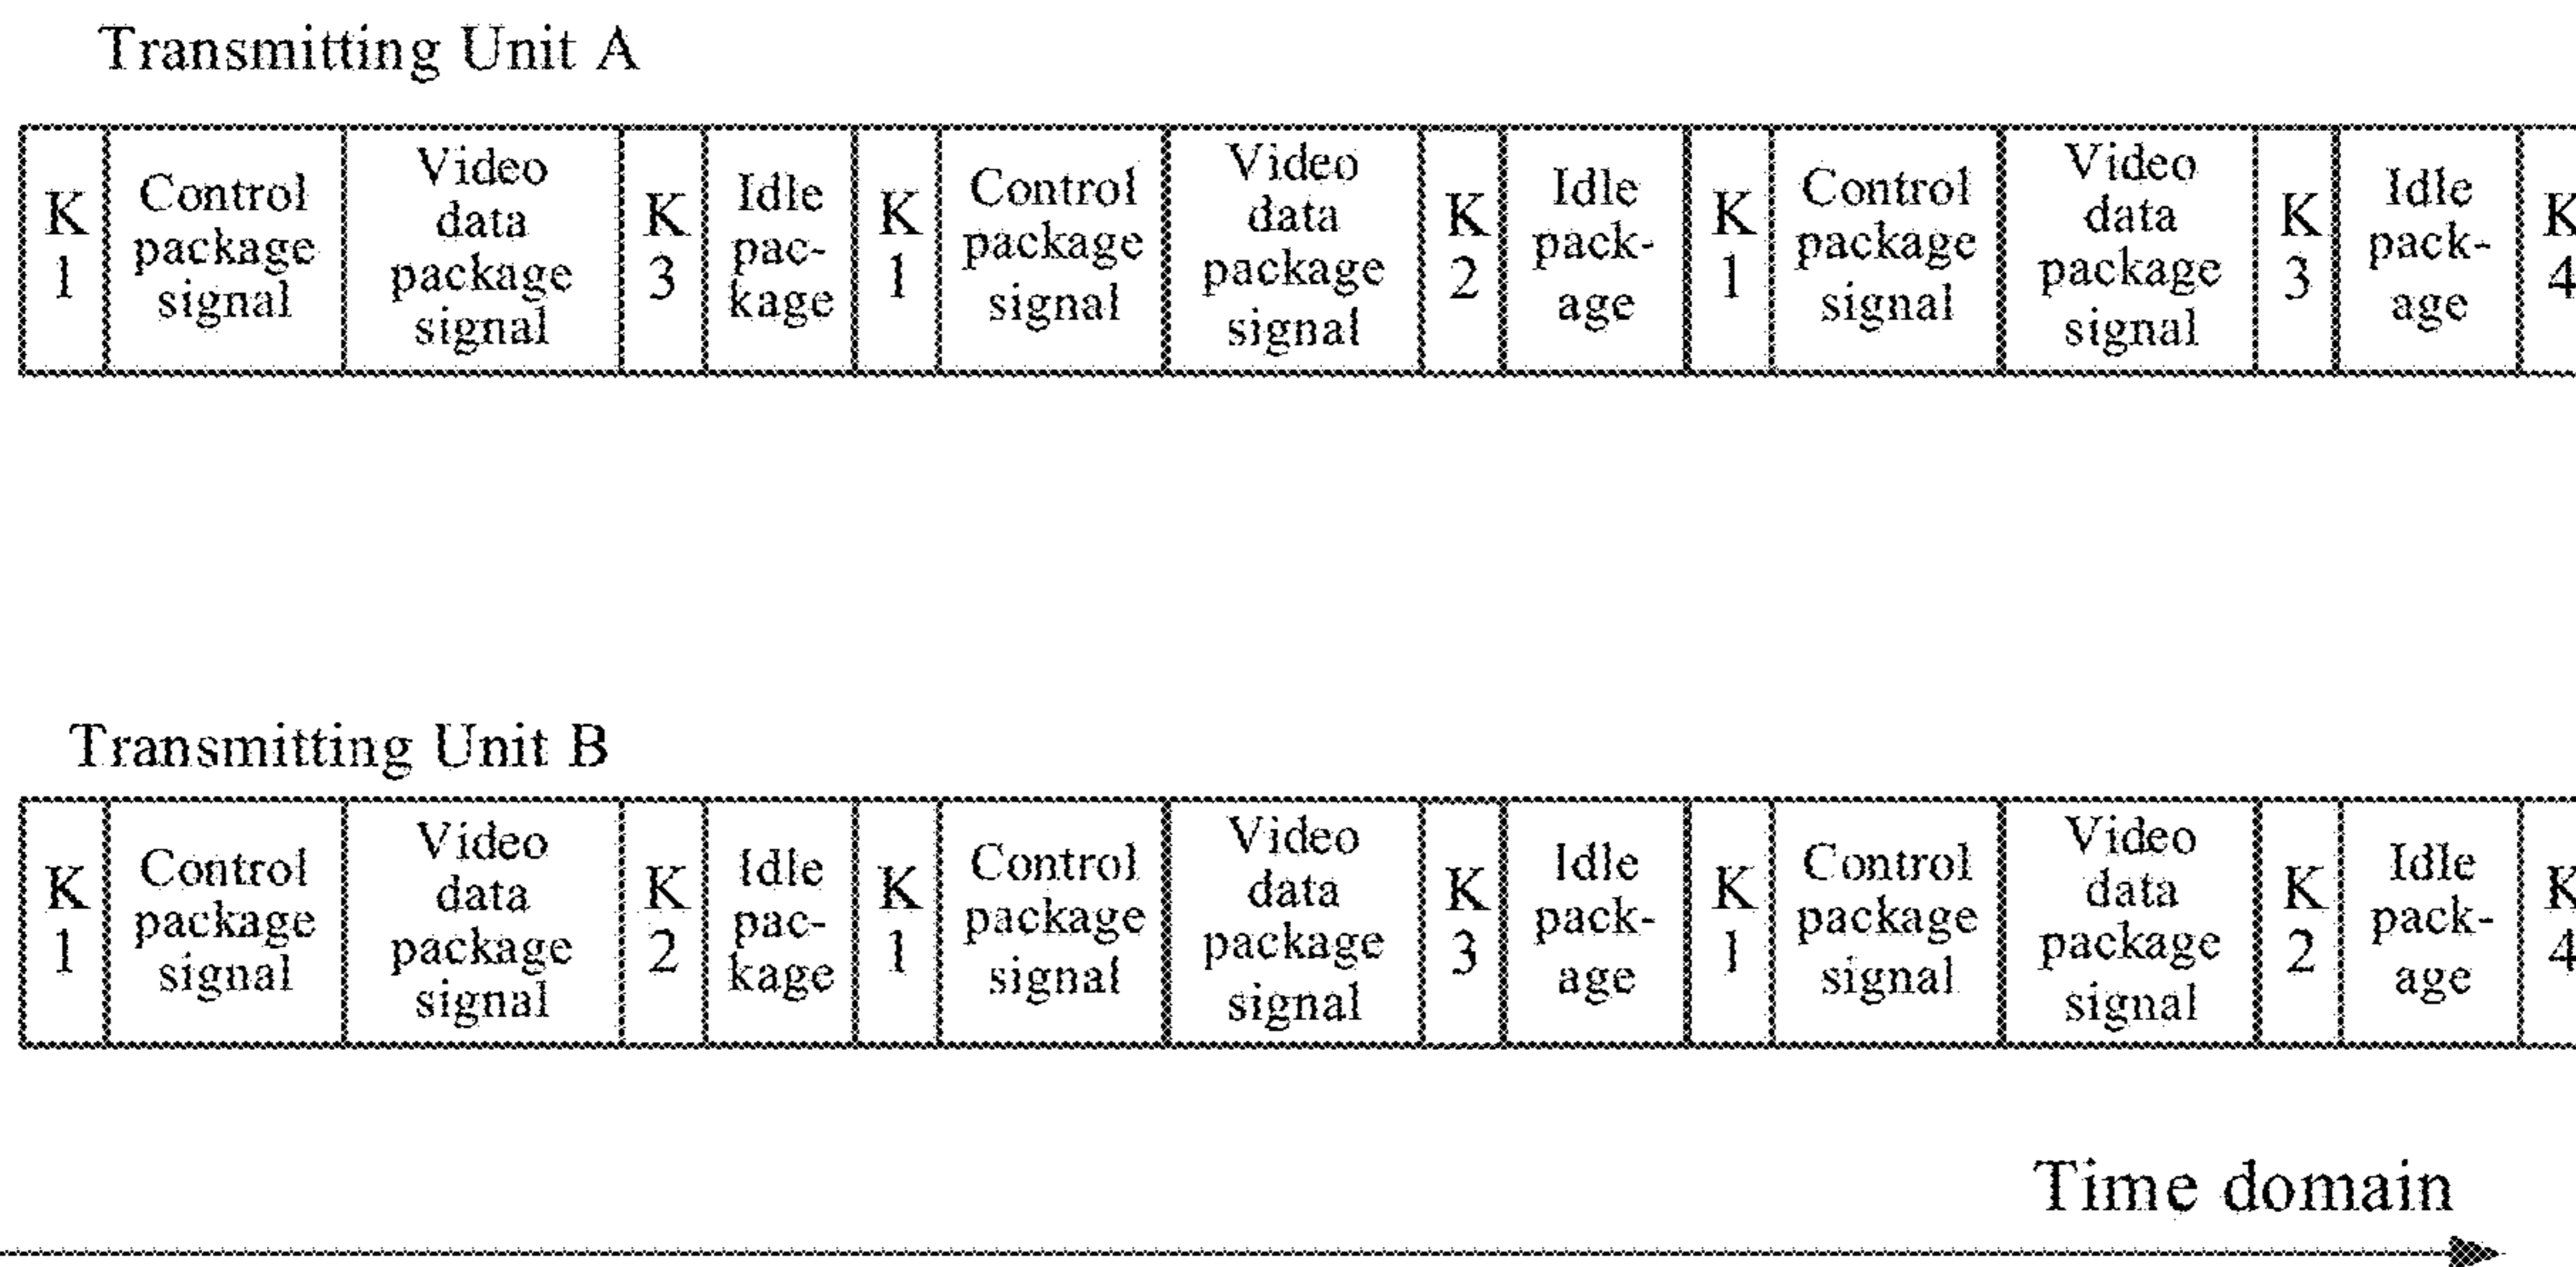 Transmitting Unit A
K
1
Control
package
signal
Video
data
package
signal
K
3
Idle
pac-
kage
K
1
Control
package
signal
Video
data
package
signal
K
2
Idle
pack-
age
K
1
Control
package
signal
Video
data
package
signal
K
3
Idle
pack-
age
K
4
Transmitting Unit B
K
1
Control
package
signal
Video
data
package
signal
K
2
Idle
pac-
kage
K
1
Control
package
signal
Video
data
package
signal
K
3
Idle
pack-
age
K
1
Control
package
signal
Video
data
package
signal
K
2
Idle
pack-
age
K
4
Time domain